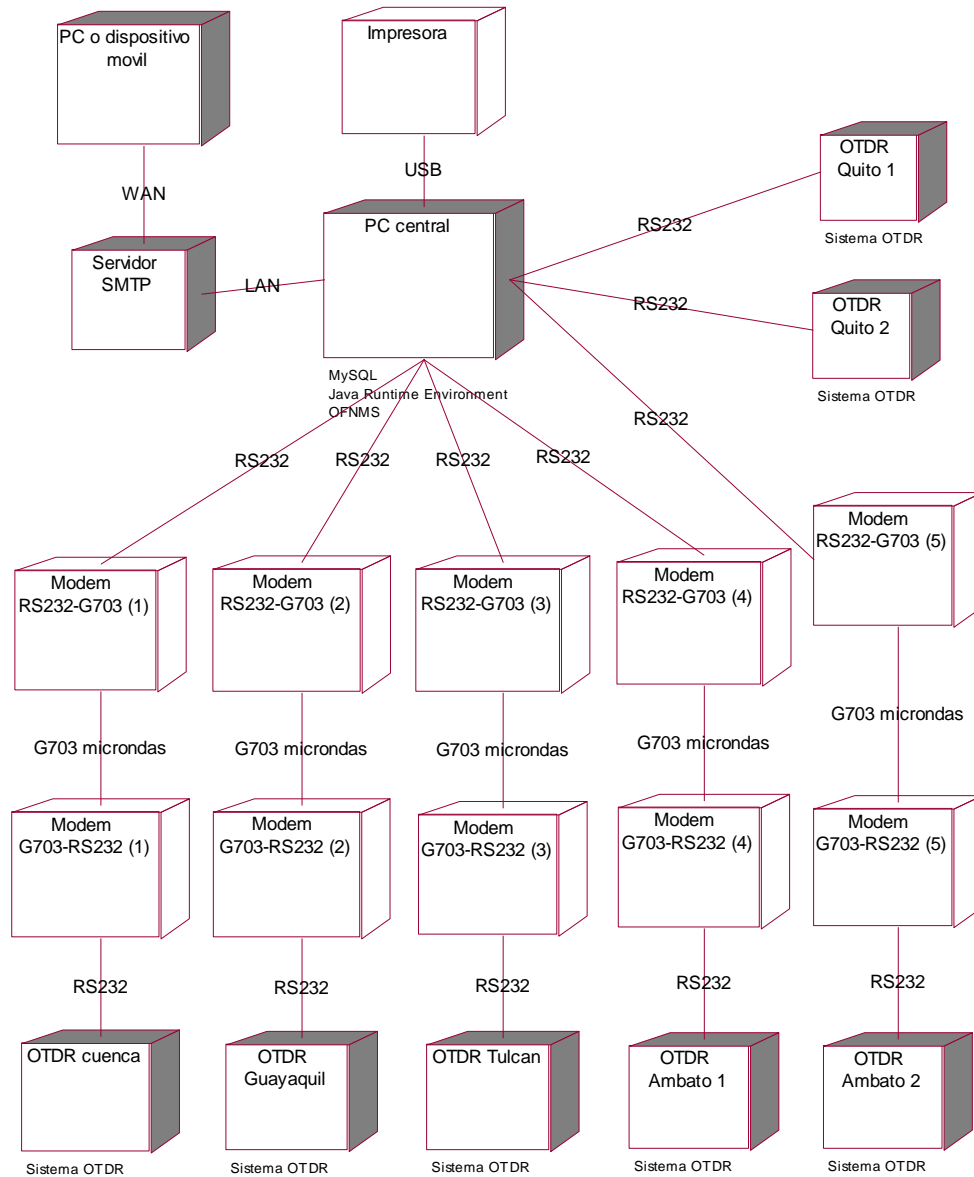 PC o dispositivo
movil
Impresora
WAN
USB
OTDR
Quito 1
Sistema OTDR
RS232
PC central
Servidor
SMTP
LAN
RS232
OTDR
Quito 2
Sistema OTDR
MySQL
Java Runtime Environment
OFNMS
RS232
RS232
RS232
RS232
RS232
Modem
RS232-G703 (1)
Modem
RS232-G703 (2)
Modem
RS232-G703 (3)
Modem
RS232-G703 (4)
Modem
RS232-G703 (5)
G703 microndas
G703 microndas
G703 microndas
G703 microndas
G703 microndas
Modem
G703-RS232 (1)
Modem
G703-RS232 (2)
Modem
G703-RS232 (3)
Modem
G703-RS232 (4)
Modem
G703-RS232 (5)
RS232
RS232
RS232
RS232
RS232
OTDR cuenca
Sistema OTDR
OTDR
Guayaquil
Sistema OTDR
OTDR Tulcan
Sistema OTDR
OTDR
Ambato 1
Sistema OTDR
OTDR
Ambato 2
Sistema OTDR